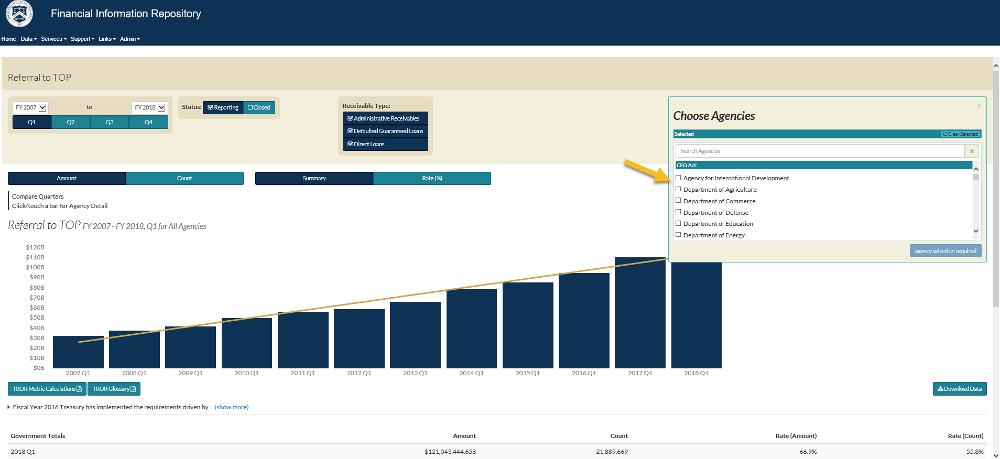 Financial Information Repository
Home Data Services Support Links Admin
Referral to TOP
FY 2007 to FY 2018
Q1 Q2 Q3 Q4
Status: Reporting Closed
Receivable Type:
Administrative Receivables
Defaulted Guaranteed Loans
Direct Loans
Choose Agencies
Selected Clear Selected
Search Agencies
CFO Act:
Agency for International Development
Department of Agriculture
Department of Commerce
Department of Defense
Department of Education
Department of Energy
agency selection required
Amount Count Summary Rate (%)
Compare Quarters
Click/touch a bar for Agency Detail
Referral to TOP FY 2007 - FY 2018, Q1 for All Agencies
$120B
$110B
$100B
$90B
$80B
$70B
$60B
$50B
$40B
$30B
$20B
$10B
$0B
2007 Q1 2008 Q1 2009 Q1 2010 Q1 2011 Q1 2012 Q1 2013 Q1 2014 Q1 2015 Q1 2016 Q1 2017 Q1 2018 Q1
TROR Metric Calculations TROR Glossary Download Data
Fiscal Year 2016 Treasury has implemented the requirements driven by ... (show more)
Government Totals Amount Count Rate (Amount) Rate (Count)
2018 Q1 $121,043,444,658 21,889,669 66.9% 55.8%